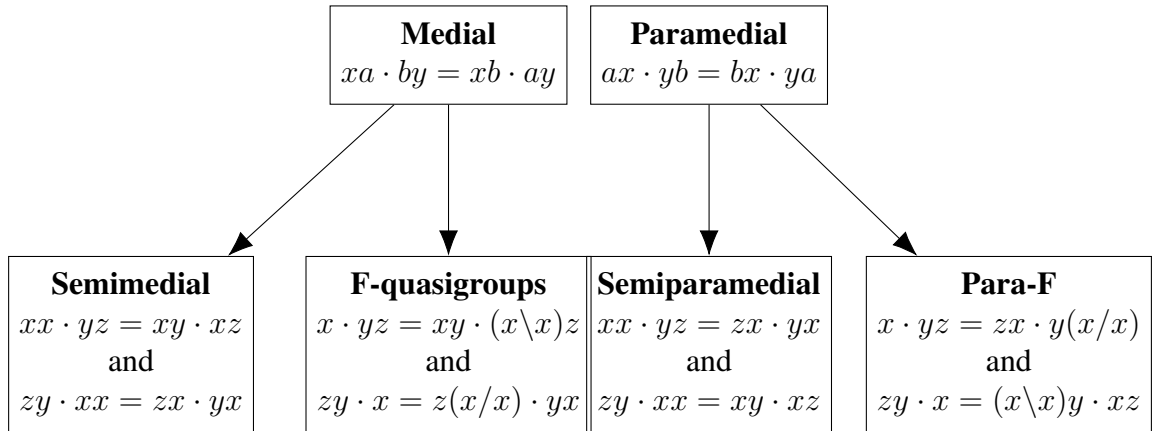 Medial
xa · by = xb · ay
Paramedial
ax · yb = bx · ya
Semimedial
xx · yz = xy · xz
and
zy · xx = zx · yx
F-quasigroups
x · yz = xy · (x\x)z
and
zy · x = z(x/x) · yx
Semiparamedial
xx · yz = zx · yx
and
zy · xx = xy · xz
Para-F
x · yz = zx · y(x/x)
and
zy · x = (x\x)y · xz